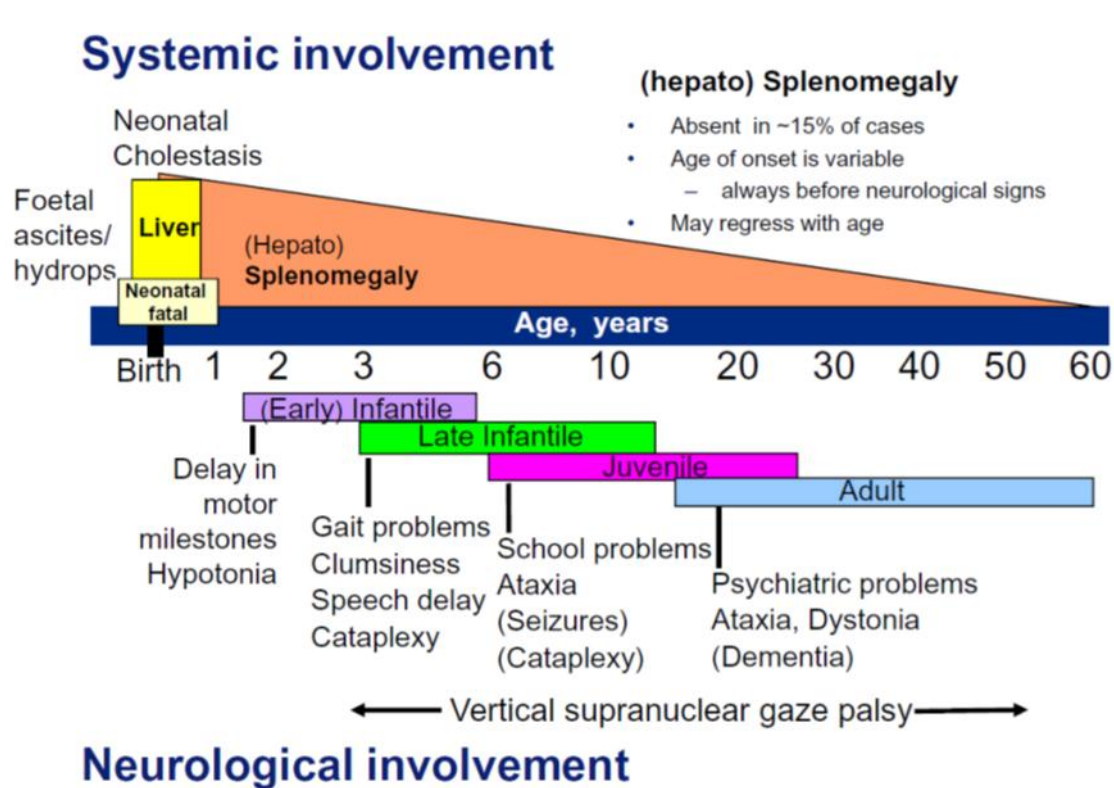 Systemic involvement
(hepato) Splenomegaly
• Absent in ~15% of cases
• Age of onset is variable
– always before neurological signs
• May regress with age
Neonatal
Cholestasis
Foetal
ascites/
hydrops
Liver
(Hepato)
Splenomegaly
Neonatal
fatal
Age, years
Birth 1 2 3 6 10 20 30 40 50 60
(Early) Infantile
Late Infantile
Juvenile
Adult
Delay in
motor
milestones
Hypotonia
Gait problems
Clumsiness
Speech delay
Cataplexy
School problems
Ataxia
(Seizures)
(Cataplexy)
Psychiatric problems
Ataxia, Dystonia
(Dementia)
Vertical supranuclear gaze palsy
Neurological involvement